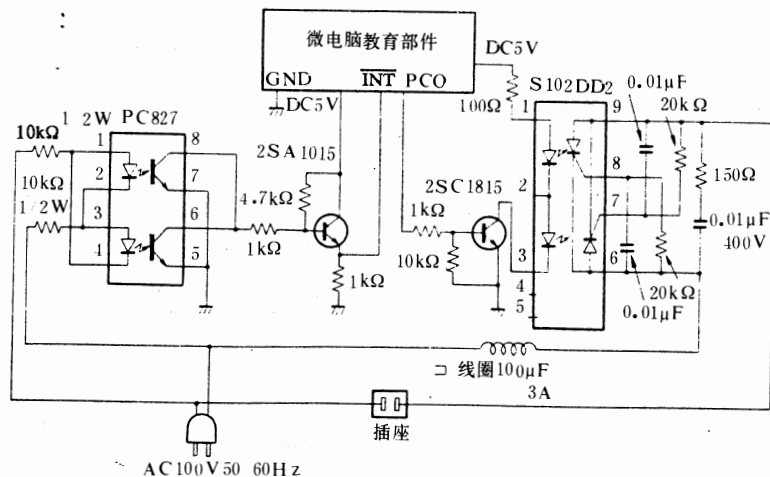 微电脑教育部件
GND INT PCO
DC5V
DC5V
1 2W PC827
10kΩ
10kΩ
1/2W
1
2
3
4
8
7
6
5
4.7kΩ
2SA1015
1kΩ
1kΩ
2SC1815
1kΩ
10kΩ
100Ω
S102DD2
1
2
3
4
5
9
8
7
6
0.01μF
20kΩ
150Ω
0.01μF
400V
20kΩ
0.01μF
コ 线圈100μF
3A
插座
AC100V50 60Hz